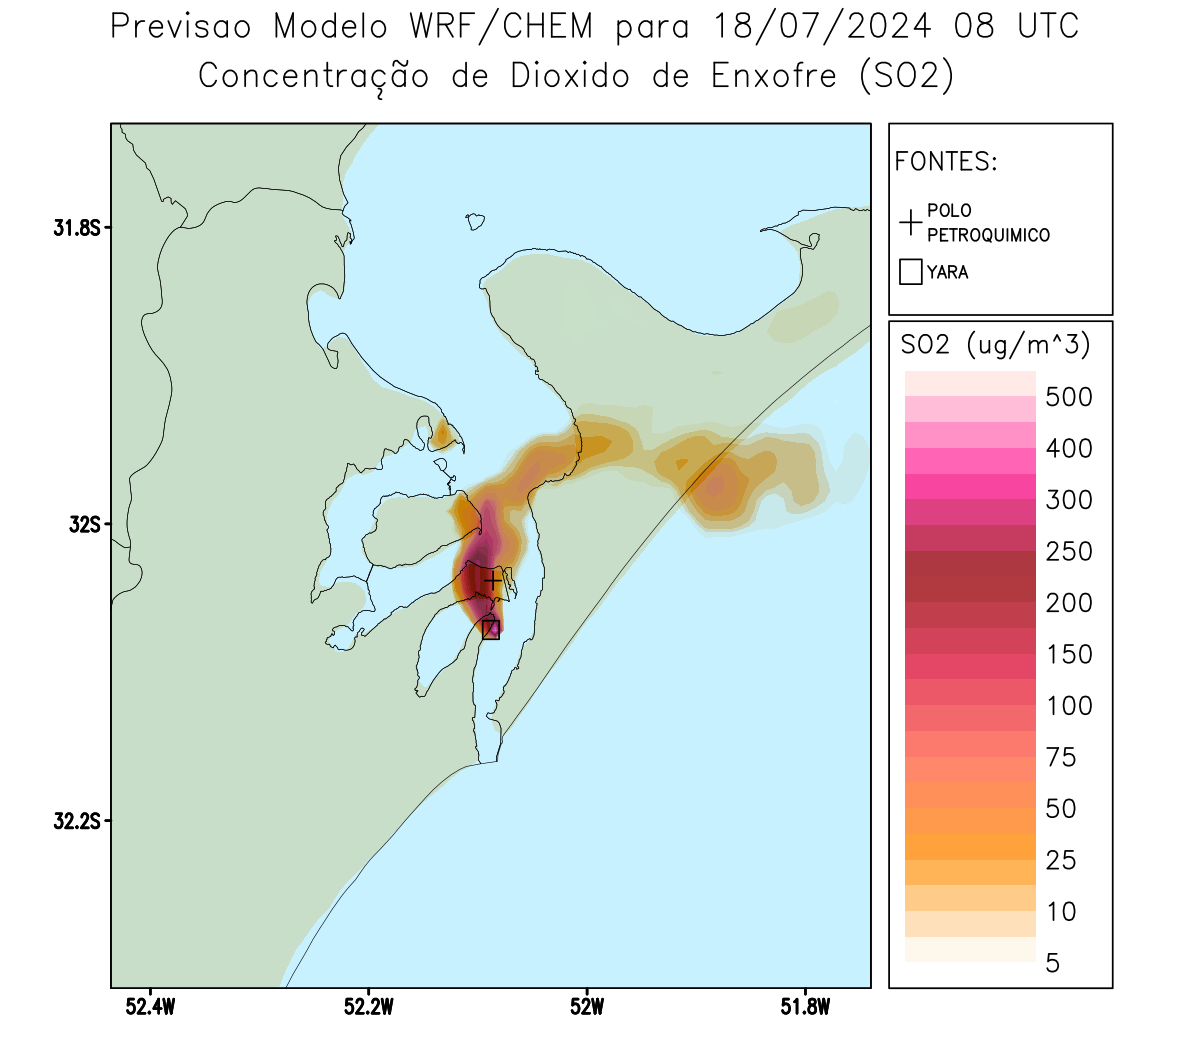 Previsao Modelo WRF/CHEM para 18/07/2024 08 UTC
Concentração de Dioxido de Enxofre (SO2)
FONTES:
POLO
PETROQUIMICO
YARA
31.8S
32S
32.2S
52.4W
52.2W
52W
51.8W
SO2 (ug/m^3)
500
400
300
250
200
150
100
75
50
25
10
5